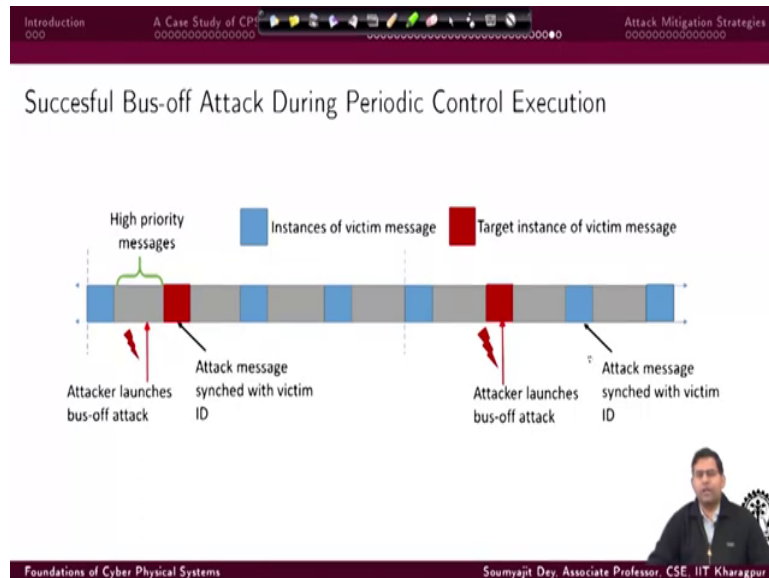 Introduction
A Case Study of CPS
Attack Mitigation Strategies
Succesful Bus-off Attack During Periodic Control Execution
High priority
messages
Instances of victim message
Target instance of victim message
Attacker launches
bus-off attack
Attack message
synched with victim
ID
Attacker launches
bus-off attack
Attack message
synched with victim
ID
Foundations of Cyber Physical Systems
Soumyajit Dey, Associate Professor, CSE, IIT Kharagpur